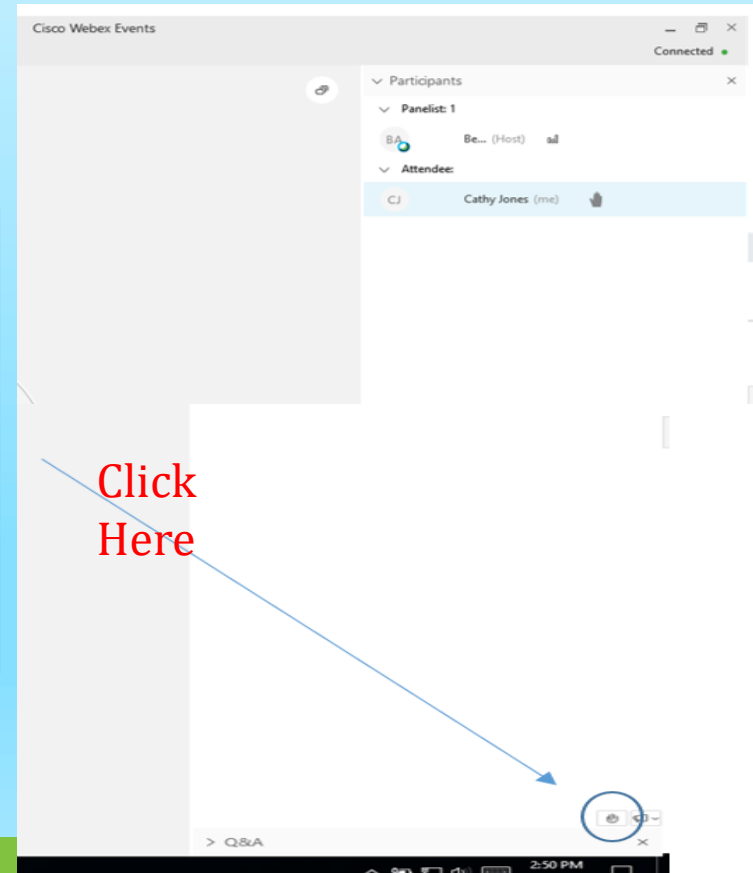 Cisco Webex Events
Connected
Participants
Panelist: 1
BA Be... (Host)
Attendee:
CJ Cathy Jones (me)
Click
Here
> Q&A
2:50 PM